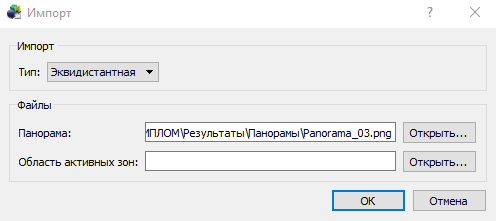 Импорт
?
Импорт
Тип: Эквидистантная
Файлы
Панорама: ИПЛОМ\Результаты\Панорамы\Panorama_03.png Открыть...
Область активных зон: Открыть...
OK Отмена